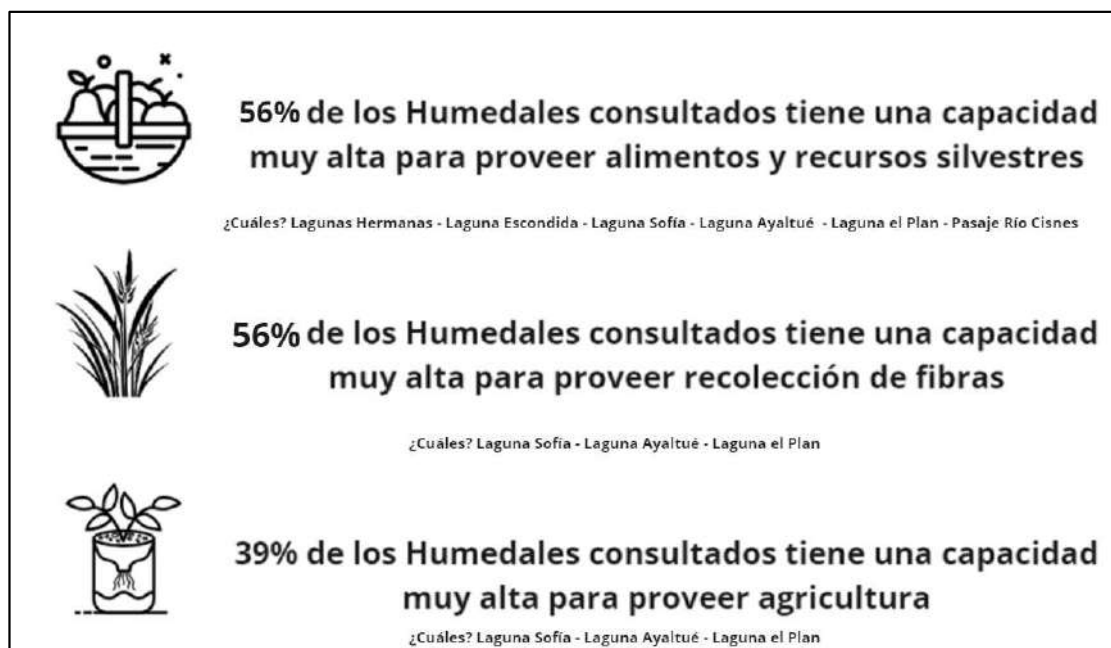 56% de los Humedales consultados tiene una capacidad
muy alta para proveer alimentos y recursos silvestres
¿Cuáles? Lagunas Hermanas - Laguna Escondida - Laguna Sofía - Laguna Ayaltué - Laguna el Plan - Pasaje Río Cisnes
56% de los Humedales consultados tiene una capacidad
muy alta para proveer recolección de fibras
¿Cuáles? Laguna Sofía - Laguna Ayaltué - Laguna el Plan
39% de los Humedales consultados tiene una capacidad
muy alta para proveer agricultura
¿Cuáles? Laguna Sofía - Laguna Ayaltué - Laguna el Plan